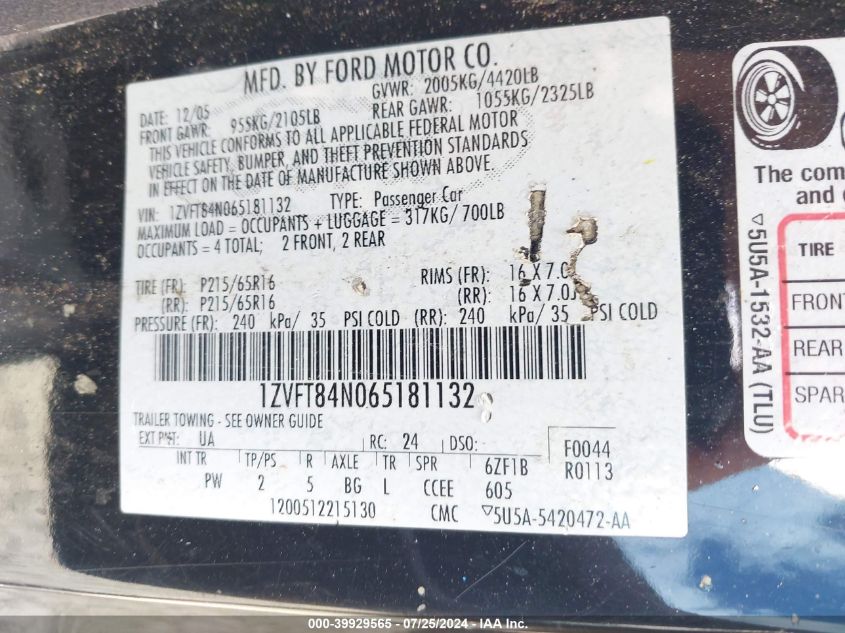 MFD. BY FORD MOTOR CO.
DATE: 12/05 GVWR: 2005KG/4420LB
FRONT GAWR: 955KG/2105LB REAR GAWR: 1055KG/2325LB
THIS VEHICLE CONFORMS TO ALL APPLICABLE FEDERAL MOTOR
VEHICLE SAFETY, BUMPER, AND THEFT PREVENTION STANDARDS
IN EFFECT ON THE DATE OF MANUFACTURE SHOWN ABOVE.
VIN: 1ZVFT84N065181132 TYPE: Passenger Car
MAXIMUM LOAD = OCCUPANTS + LUGGAGE = 317KG/700LB
OCCUPANTS = 4 TOTAL; 2 FRONT, 2 REAR
TIRE (FR): P215/65R16 RIMS (FR): 16 X 7.0J
(RR): P215/65R16 (RR): 16 X 7.0J
PRESSURE (FR): 240 kPa/ 35 PSI COLD (RR): 240 kPa/ 35 PSI COLD
1ZVFT84N065181132
TRAILER TOWING - SEE OWNER GUIDE
EXT PNT: UA RC: 24 DSO: F0044
INT TR TP/PS R AXLE TR SPR 6ZF1B R0113
PW 2 5 BG L CCEE 605
1200512215130 CMC ▽5U5A-5420472-AA
The com
and
▽5U5A-1532-AA (TLU)
TIRE
FRONT
REAR
SPAR
000-39929565 - 07/25/2024 - IAA Inc.